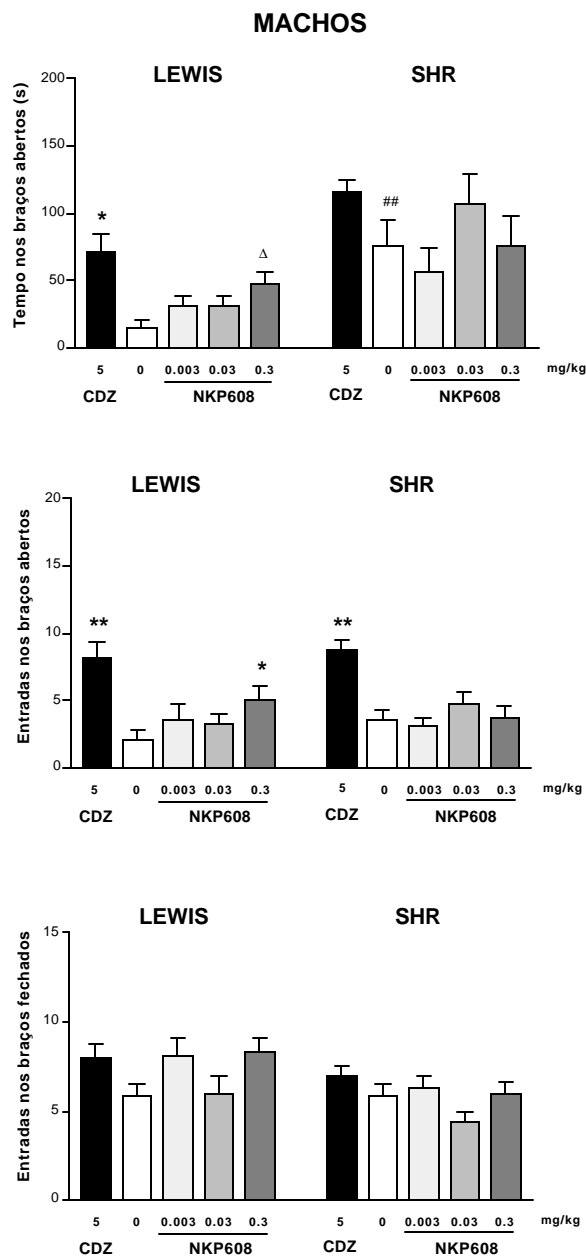 MACHOS
LEWIS SHR
Tempo nos braços abertos (s)
200
150
100
50
0
* ## Δ
5 0 0.003 0.03 0.3 5 0 0.003 0.03 0.3 mg/kg
CDZ NKP608 CDZ NKP608
LEWIS SHR
Entradas nos braços abertos
20
15
10
5
0
** * **
5 0 0.003 0.03 0.3 5 0 0.003 0.03 0.3 mg/kg
CDZ NKP608 CDZ NKP608
LEWIS SHR
Entradas nos braços fechados
15
10
5
0
5 0 0.003 0.03 0.3 5 0 0.003 0.03 0.3 mg/kg
CDZ NKP608 CDZ NKP608